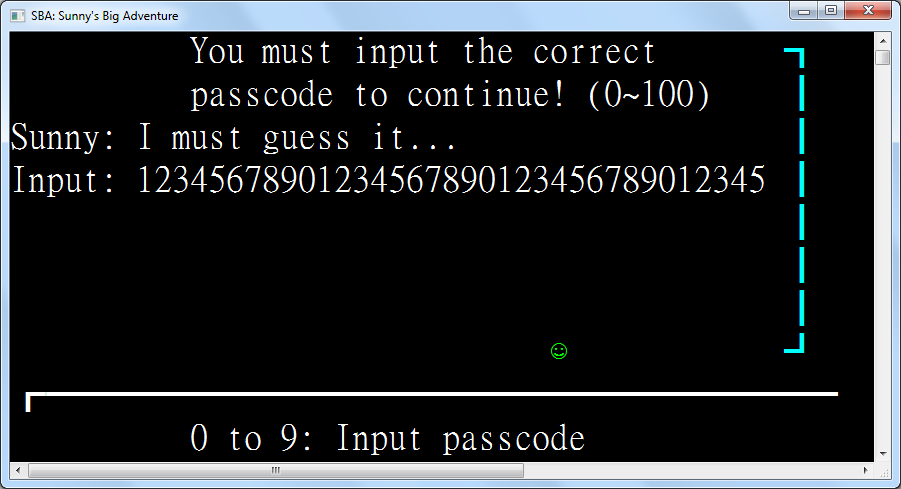 SBA: Sunny's Big Adventure
You must input the correct
passcode to continue! (0~100)
Sunny: I must guess it...
Input: 12345678901234567890123456789012345
0 to 9: Input passcode